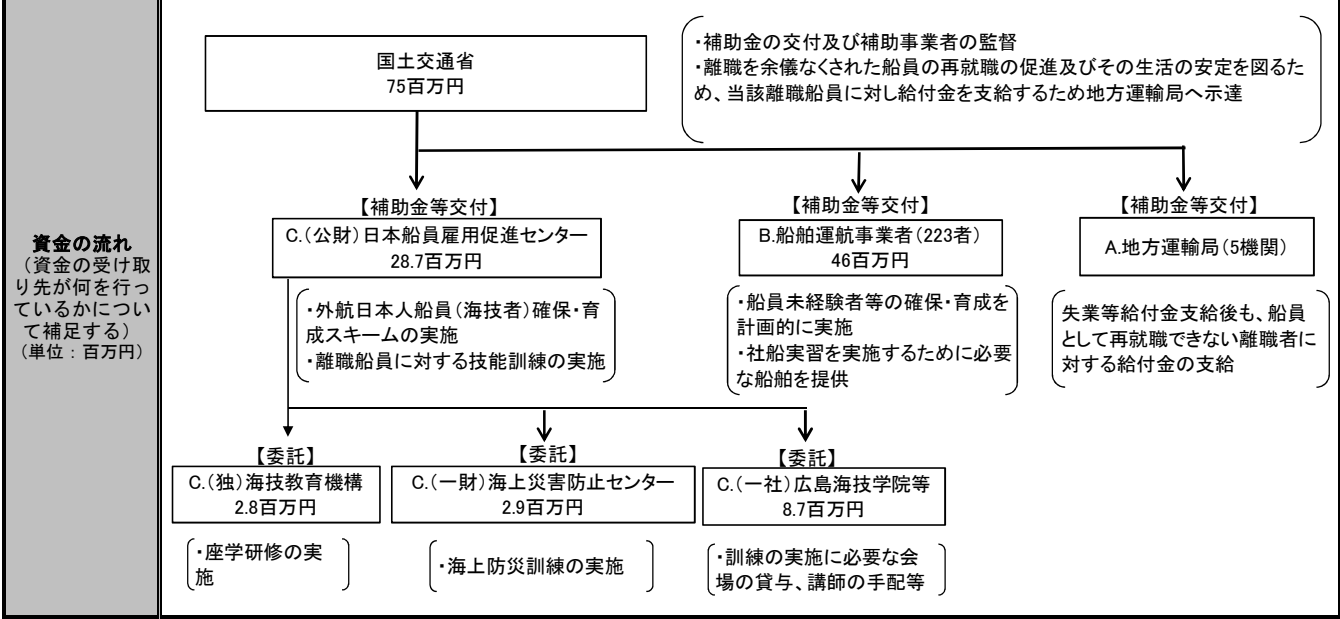 資金の流れ
（資金の受け取
り先が何を行っ
ているかについ
て補足する）
（単位：百万円）
国土交通省
75百万円
・補助金の交付及び補助事業者の監督
・離職を余儀なくされた船員の再就職の促進及びその生活の安定を図るた
め、当該離職船員に対し給付金を支給するため地方運輸局へ示達
【補助金等交付】
C.（公財）日本船員雇用促進センター
28.7百万円
・外航日本人船員（海技者）確保・育
成スキームの実施
・離職船員に対する技能訓練の実施
【補助金等交付】
B.船舶運航事業者（223者）
46百万円
・船員未経験者等の確保・育成を
計画的に実施
・社船実習を実施するために必要
な船舶を提供
【補助金等交付】
A.地方運輸局（5機関）
失業等給付金支給後も、船員
として再就職できない離職者に
対する給付金の支給
【委託】
C.（独）海技教育機構
2.8百万円
・座学研修の実
施
【委託】
C.（一財）海上災害防止センター
2.9百万円
・海上防災訓練の実施
【委託】
C.（一社）広島海技学院等
8.7百万円
・訓練の実施に必要な会
場の貸与、講師の手配等